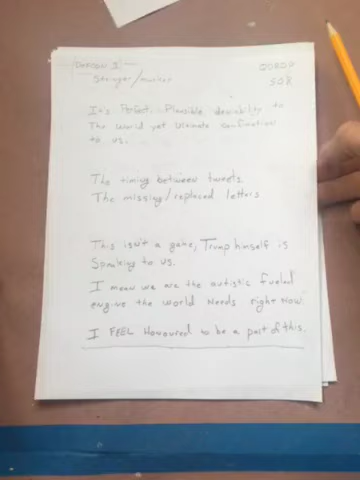 Stringer/marker
It's Perfect. Plausible deniability to
The world yet Ultimate confirmation
to us.
The timing between tweets
The missing/replaced letters
This isn't a game, Trump himself is
Speaking to us.
I mean we are the autistic fueled
engine the world Needs right Now.
I FEEL Honoured to be a part of this.